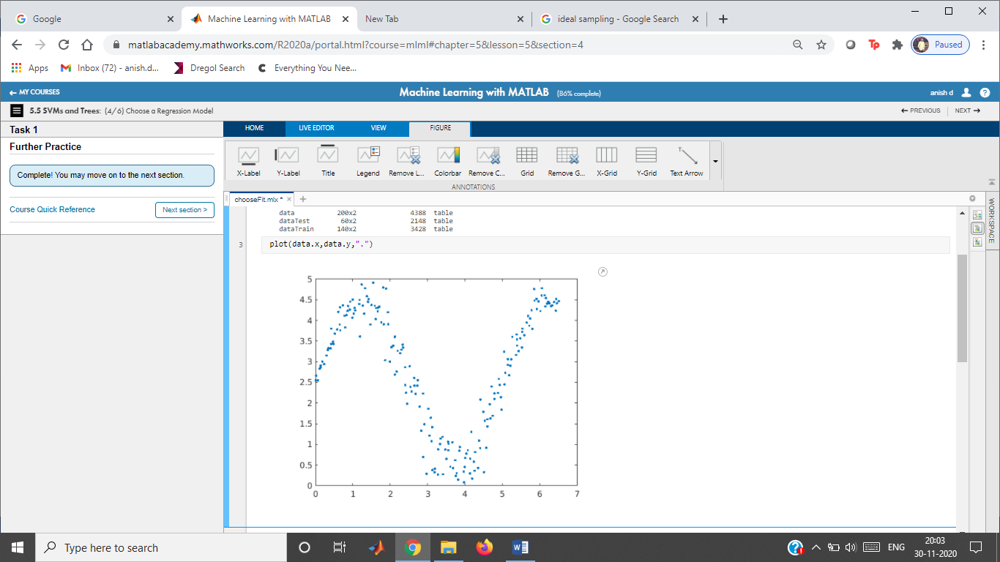 Google
Machine Learning with MATLAB
New Tab
ideal sampling - Google Search
matlabacademy.mathworks.com/R2020a/portal.html?course=mlml#chapter=5&lesson=5&section=4
Tp
Paused
Apps
Inbox (72) - anish.d...
Dregol Search
Everything You Nee...
MY COURSES
Machine Learning with MATLAB (86% complete)
anish d
5.5 SVMs and Trees: (4/6) Choose a Regression Model
PREVIOUS
NEXT
Task 1
Further Practice
Complete! You may move on to the next section.
Course Quick Reference
Next section >
HOME
LIVE EDITOR
VIEW
FIGURE
X-Label
Y-Label
Title
Legend
Remove L...
Colorbar
Remove C...
Grid
Remove G...
X-Grid
Y-Grid
Text Arrow
ANNOTATIONS
chooseFit.mlx *
WORKSPACE
data 200x2 4388 table
dataTest 60x2 2148 table
dataTrain 140x2 3428 table
3
plot(data.x,data.y,".")
5
4.5
4
3.5
3
2.5
2
1.5
1
0.5
0
0 1 2 3 4 5 6 7
Type here to search
ENG
20:03
30-11-2020